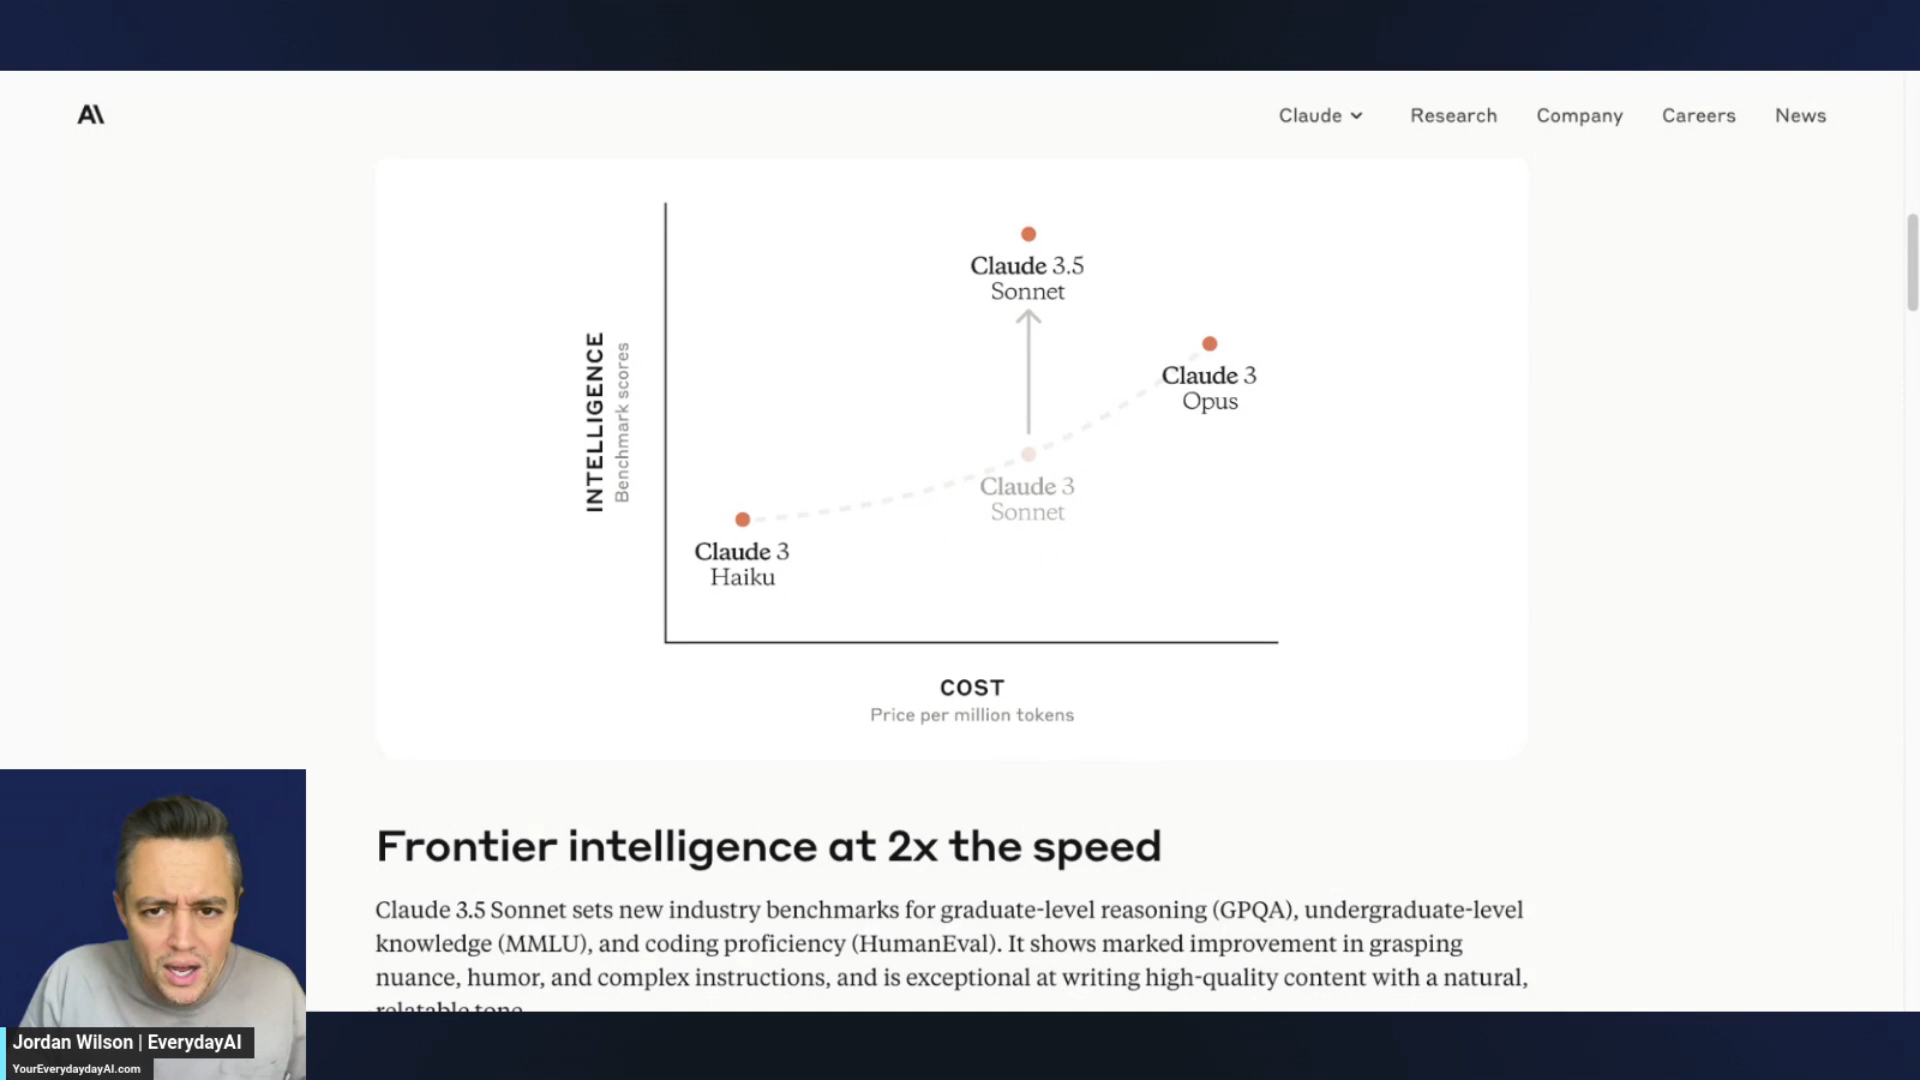 Claude
Research
Company
Careers
News
Claude 3.5
Sonnet
Claude 3
Opus
Claude 3
Sonnet
Claude 3
Haiku
INTELLIGENCE
Benchmark scores
COST
Price per million tokens
Frontier intelligence at 2x the speed
Claude 3.5 Sonnet sets new industry benchmarks for graduate-level reasoning (GPQA), undergraduate-level
knowledge (MMLU), and coding proficiency (HumanEval). It shows marked improvement in grasping
nuance, humor, and complex instructions, and is exceptional at writing high-quality content with a natural,
relatable tone.
Jordan Wilson | EverydayAI
YourEverydayAI.com